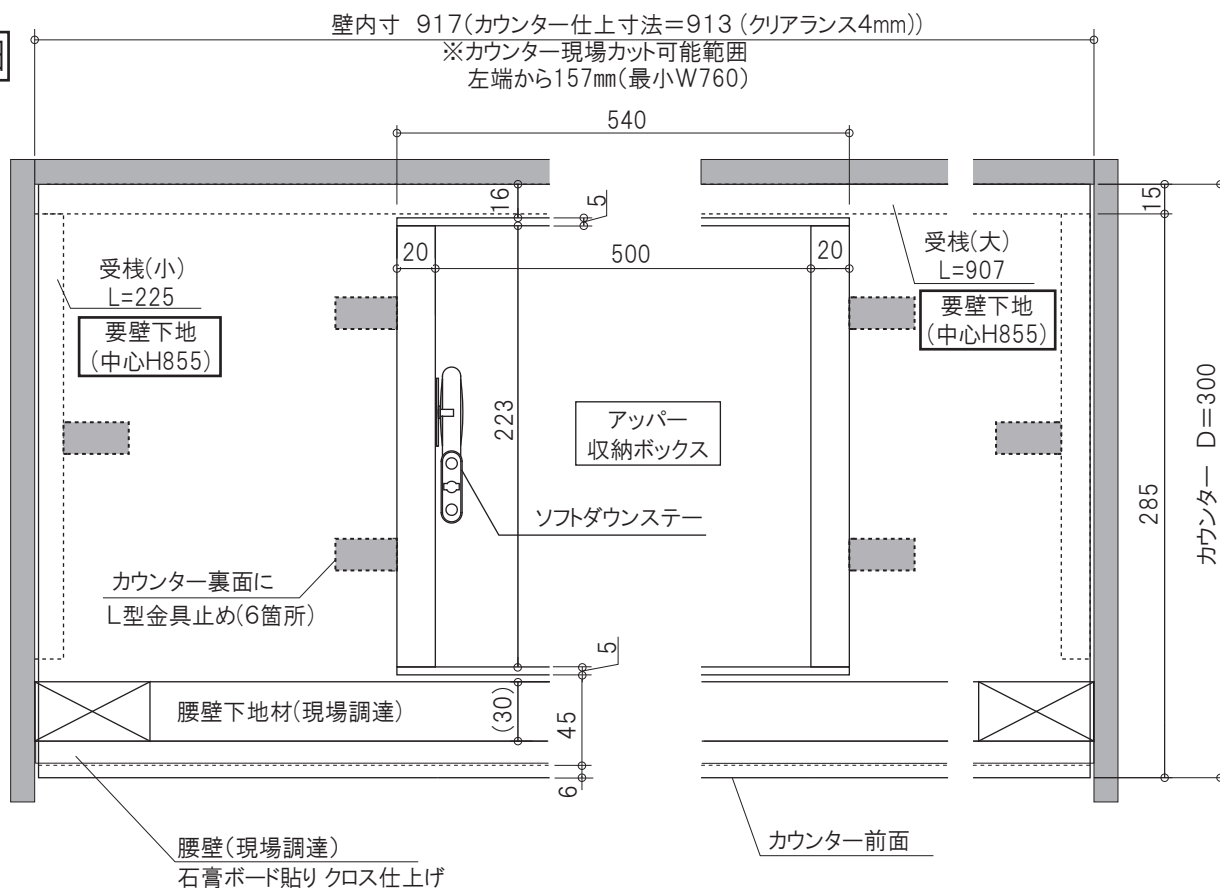 壁内寸 917(カウンター仕上寸法=913 (クリアランス4mm))
※カウンター現場カット可能範囲
左端から157㎜(最小W760)
540
16
5
15
受桟(小)
L=225
要壁下地
(中心H855)
20
500
20
受桟(大)
L=907
要壁下地
(中心H855)
223
アッパー
収納ボックス
ソフトダウンステー
285
カウンター D=300
カウンター裏面に
L型金具止め(6箇所)
5
腰壁下地材(現場調達)
(30)
45
6
腰壁(現場調達)
石膏ボード貼り クロス仕上げ
カウンター前面